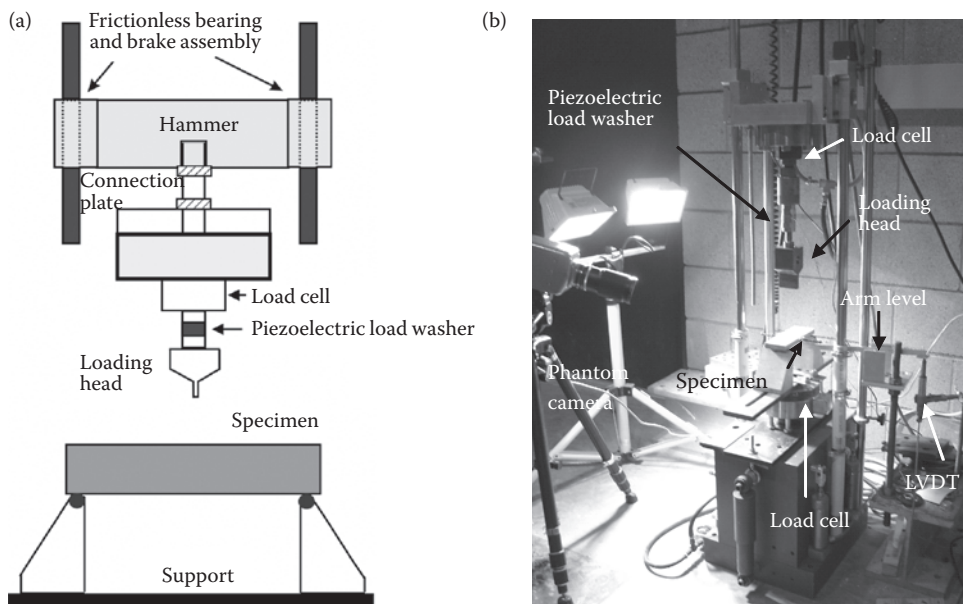 (a)
Frictionless bearing
and brake assembly
Hammer
Connection
plate
Load cell
Piezoelectric load washer
Loading
head
Specimen
Support
(b)
Piezoelectric
load washer
Load cell
Loading
head
Arm level
Specimen
Phantom
camera
LVDT
Load cell